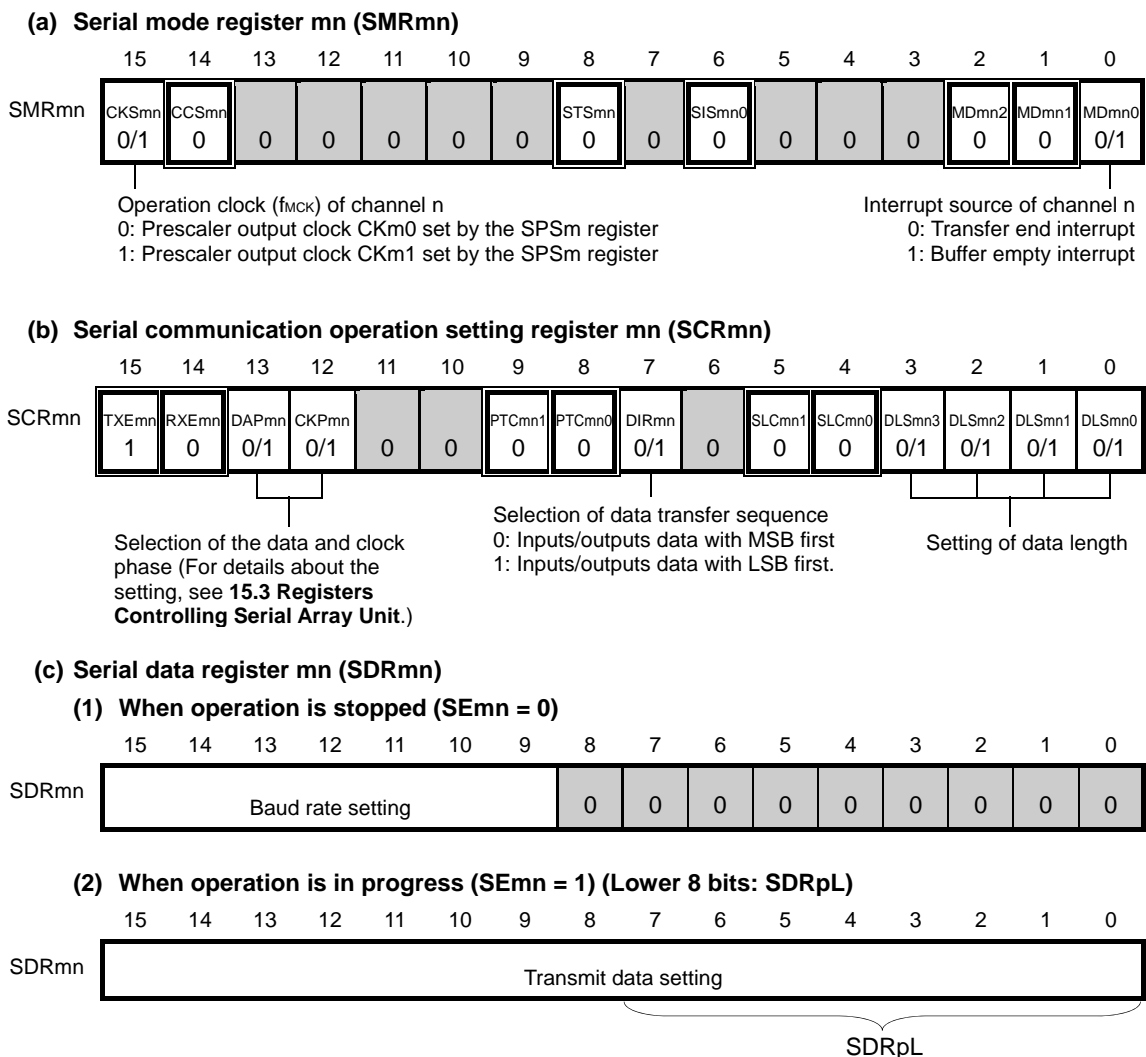 (a) Serial mode register mn (SMRmn)
15 14 13 12 11 10 9 8 7 6 5 4 3 2 1 0
SMRmn
CKSmn CCSmn STSmn SISmn0 MDmn2 MDmn1 MDmn0
0/1 0 0 0 0 0 0 0 0 0 0 0 0 0 0 0/1
Operation clock (fMCK) of channel n
0: Prescaler output clock CKm0 set by the SPSm register
1: Prescaler output clock CKm1 set by the SPSm register
Interrupt source of channel n
0: Transfer end interrupt
1: Buffer empty interrupt
(b) Serial communication operation setting register mn (SCRmn)
15 14 13 12 11 10 9 8 7 6 5 4 3 2 1 0
SCRmn
TXEmn RXEmn DAPmn CKPmn PTCmn1 PTCmn0 DIRmn SLCmn1 SLCmn0 DLSmn3 DLSmn2 DLSmn1 DLSmn0
1 0 0/1 0/1 0 0 0 0 0/1 0 0 0 0/1 0/1 0/1 0/1
Selection of the data and clock
phase (For details about the
setting, see 15.3 Registers
Controlling Serial Array Unit.)
Selection of data transfer sequence
0: Inputs/outputs data with MSB first
1: Inputs/outputs data with LSB first.
Setting of data length
(c) Serial data register mn (SDRmn)
(1) When operation is stopped (SEmn = 0)
15 14 13 12 11 10 9 8 7 6 5 4 3 2 1 0
SDRmn
Baud rate setting 0 0 0 0 0 0 0 0 0
(2) When operation is in progress (SEmn = 1) (Lower 8 bits: SDRpL)
15 14 13 12 11 10 9 8 7 6 5 4 3 2 1 0
SDRmn
Transmit data setting
SDRpL